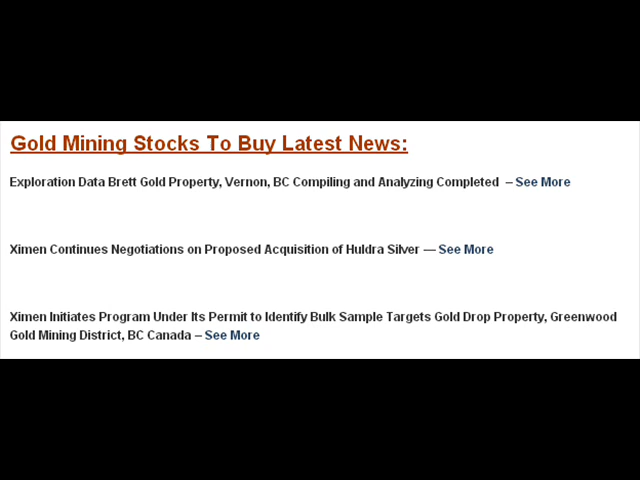 Gold Mining Stocks To Buy Latest News:
Exploration Data Brett Gold Property, Vernon, BC Compiling and Analyzing Completed – See More
Ximen Continues Negotiations on Proposed Acquisition of Huldra Silver — See More
Ximen Initiates Program Under Its Permit to Identify Bulk Sample Targets Gold Drop Property, Greenwood
Gold Mining District, BC Canada – See More